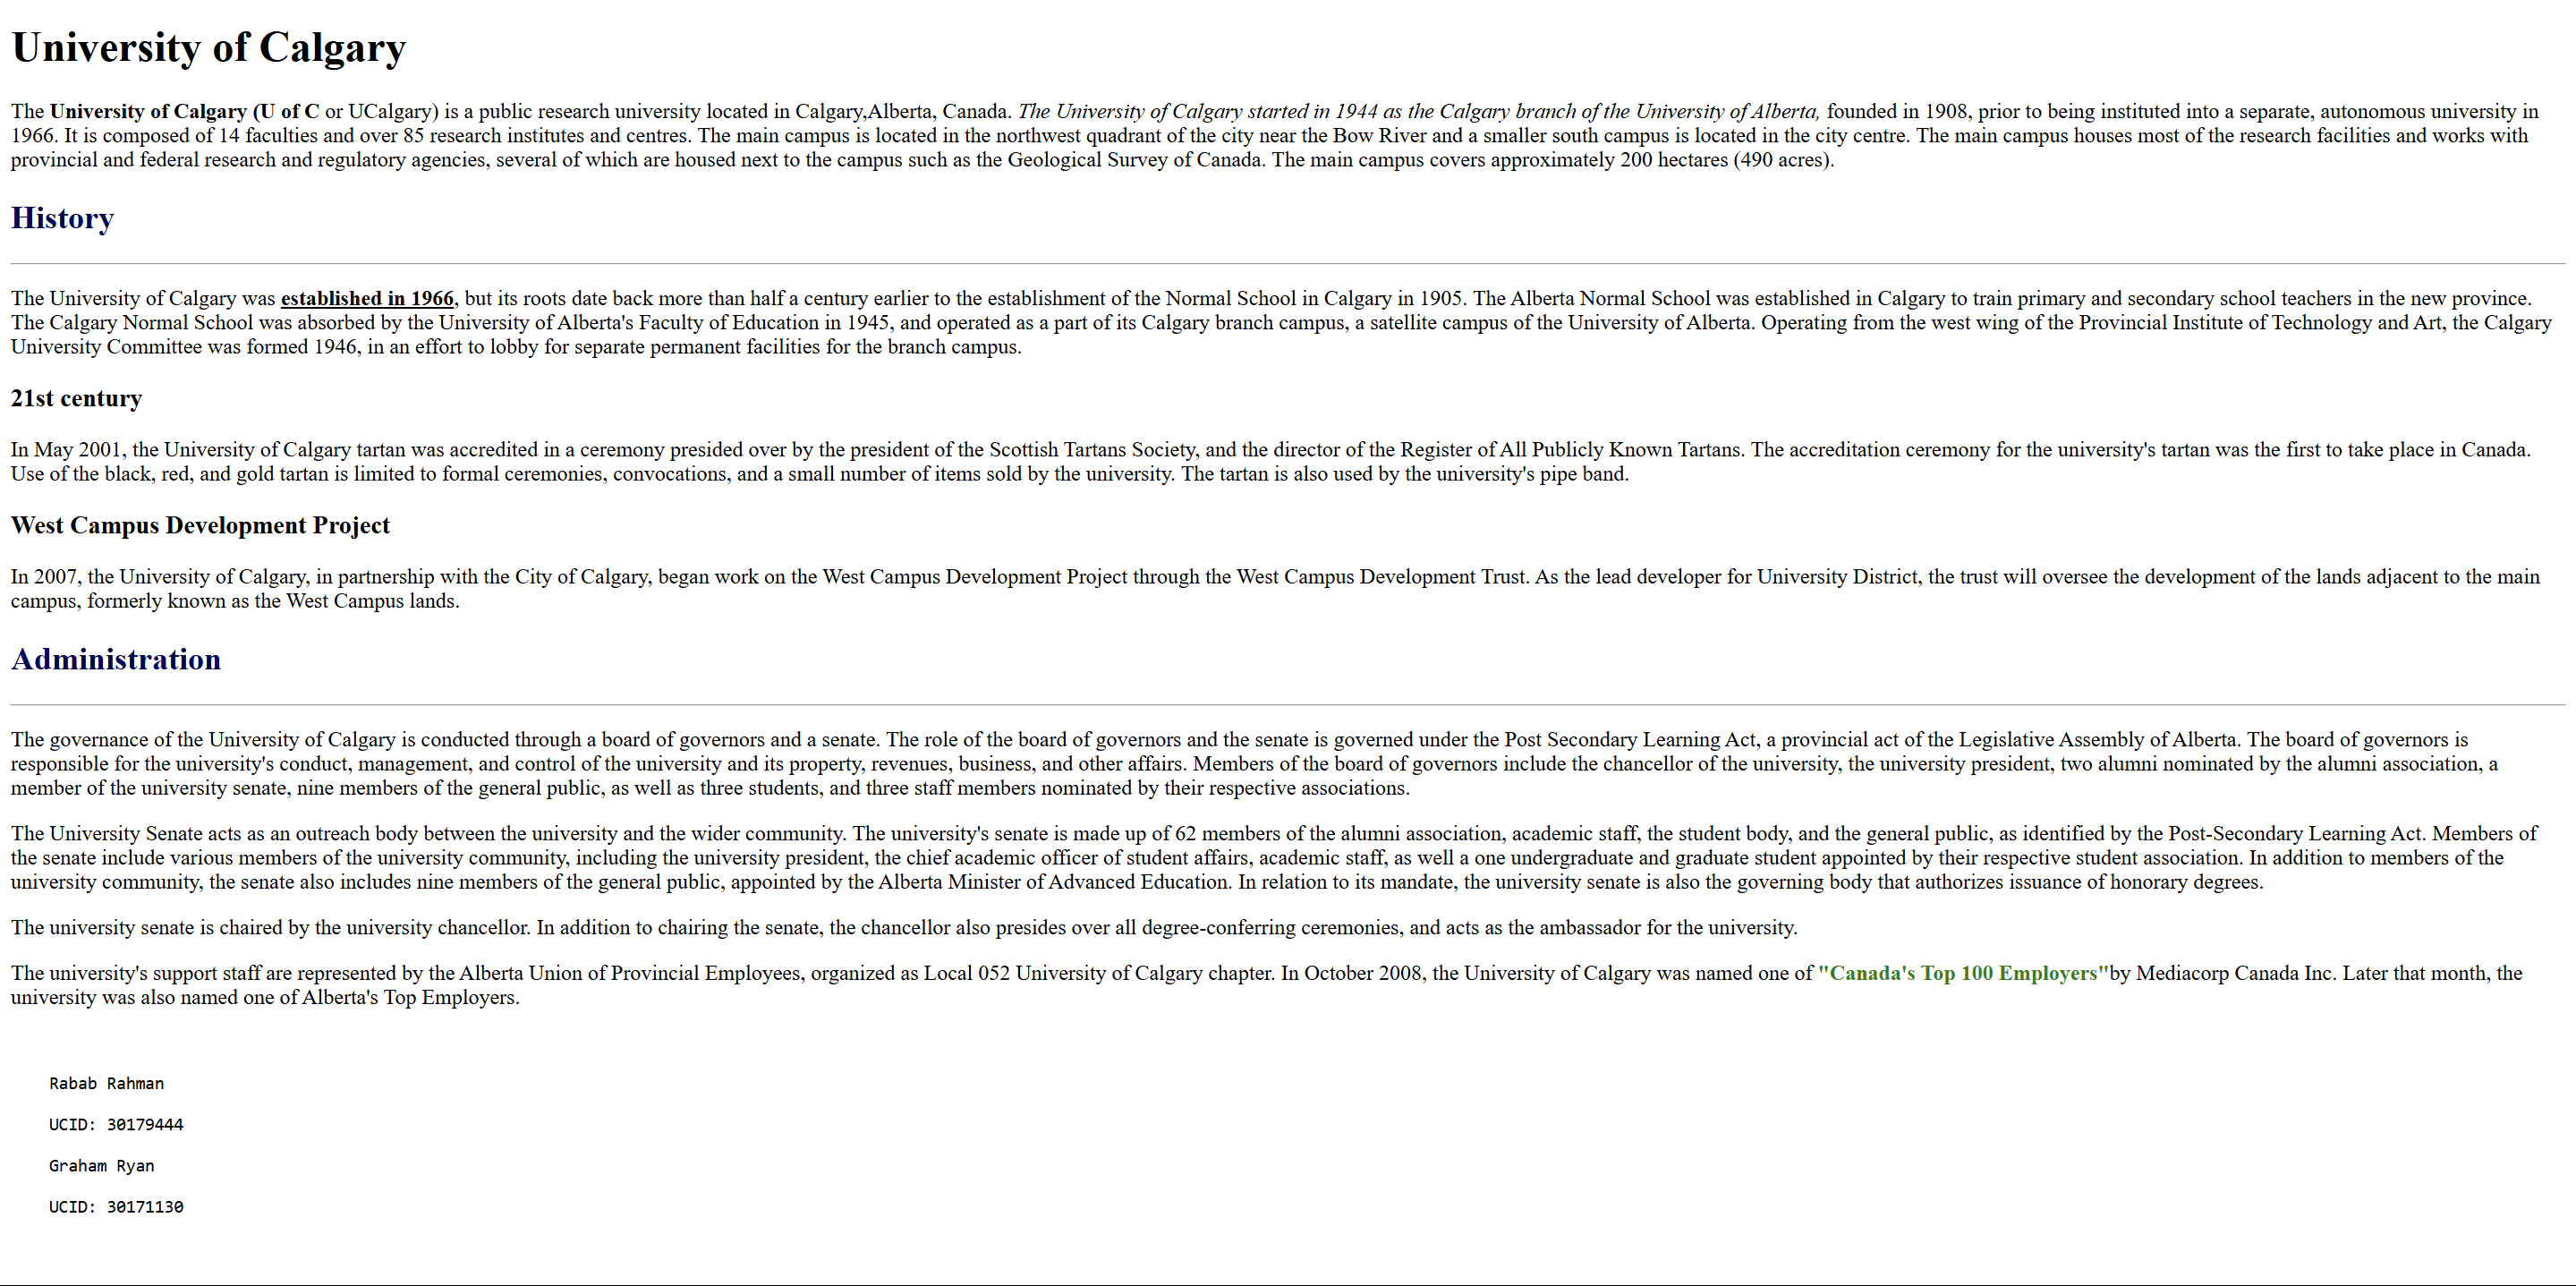 University of Calgary
The University of Calgary (U of C or UCalgary) is a public research university located in Calgary,Alberta, Canada. The University of Calgary started in 1944 as the Calgary branch of the University of Alberta, founded in 1908, prior to being instituted into a separate, autonomous university in
1966. It is composed of 14 faculties and over 85 research institutes and centres. The main campus is located in the northwest quadrant of the city near the Bow River and a smaller south campus is located in the city centre. The main campus houses most of the research facilities and works with
provincial and federal research and regulatory agencies, several of which are housed next to the campus such as the Geological Survey of Canada. The main campus covers approximately 200 hectares (490 acres).
History
The University of Calgary was established in 1966, but its roots date back more than half a century earlier to the establishment of the Normal School in Calgary in 1905. The Alberta Normal School was established in Calgary to train primary and secondary school teachers in the new province.
The Calgary Normal School was absorbed by the University of Alberta's Faculty of Education in 1945, and operated as a part of its Calgary branch campus, a satellite campus of the University of Alberta. Operating from the west wing of the Provincial Institute of Technology and Art, the Calgary
University Committee was formed 1946, in an effort to lobby for separate permanent facilities for the branch campus.
21st century
In May 2001, the University of Calgary tartan was accredited in a ceremony presided over by the president of the Scottish Tartans Society, and the director of the Register of All Publicly Known Tartans. The accreditation ceremony for the university's tartan was the first to take place in Canada.
Use of the black, red, and gold tartan is limited to formal ceremonies, convocations, and a small number of items sold by the university. The tartan is also used by the university's pipe band.
West Campus Development Project
In 2007, the University of Calgary, in partnership with the City of Calgary, began work on the West Campus Development Project through the West Campus Development Trust. As the lead developer for University District, the trust will oversee the development of the lands adjacent to the main
campus, formerly known as the West Campus lands.
Administration
The governance of the University of Calgary is conducted through a board of governors and a senate. The role of the board of governors and the senate is governed under the Post Secondary Learning Act, a provincial act of the Legislative Assembly of Alberta. The board of governors is
responsible for the university's conduct, management, and control of the university and its property, revenues, business, and other affairs. Members of the board of governors include the chancellor of the university, the university president, two alumni nominated by the alumni association, a
member of the university senate, nine members of the general public, as well as three students, and three staff members nominated by their respective associations.
The University Senate acts as an outreach body between the university and the wider community. The university's senate is made up of 62 members of the alumni association, academic staff, the student body, and the general public, as identified by the Post-Secondary Learning Act. Members of
the senate include various members of the university community, including the university president, the chief academic officer of student affairs, academic staff, as well a one undergraduate and graduate student appointed by their respective student association. In addition to members of the
university community, the senate also includes nine members of the general public, appointed by the Alberta Minister of Advanced Education. In relation to its mandate, the university senate is also the governing body that authorizes issuance of honorary degrees.
The university senate is chaired by the university chancellor. In addition to chairing the senate, the chancellor also presides over all degree-conferring ceremonies, and acts as the ambassador for the university.
The university's support staff are represented by the Alberta Union of Provincial Employees, organized as Local 052 University of Calgary chapter. In October 2008, the University of Calgary was named one of "Canada's Top 100 Employers"by Mediacorp Canada Inc. Later that month, the
university was also named one of Alberta's Top Employers.
Rabab Rahman
UCID: 30179444
Graham Ryan
UCID: 30171130